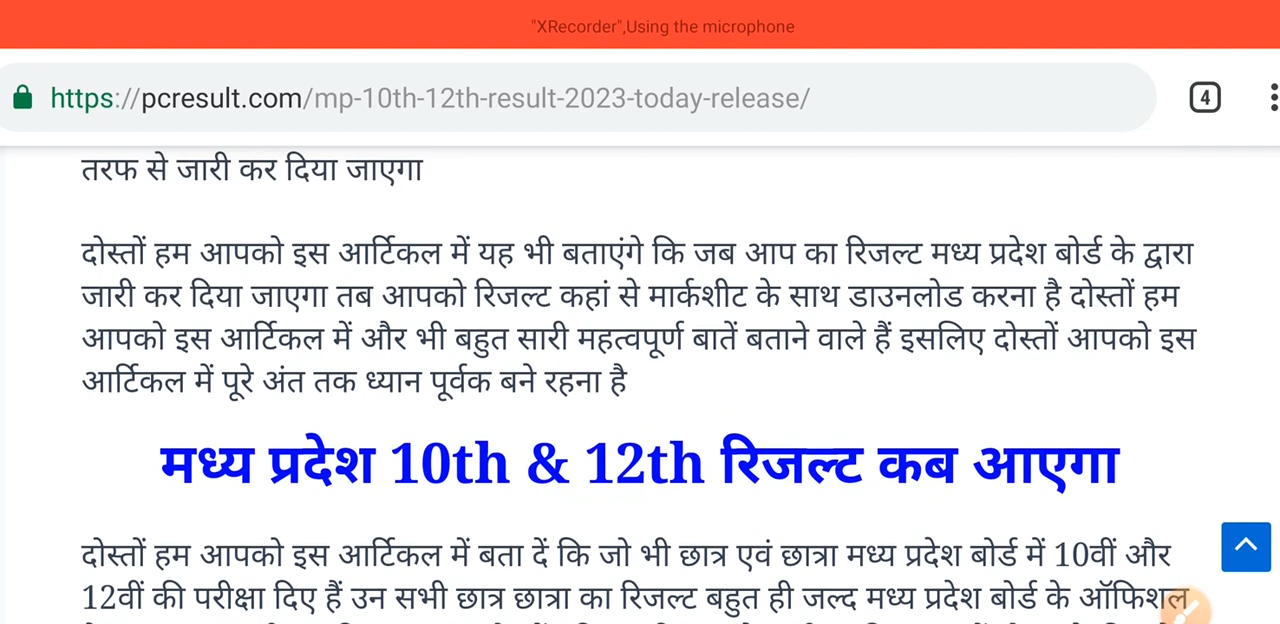 "XRecorder",Using the microphone
https://pcresult.com/mp-10th-12th-result-2023-today-release/
4
तरफ से जारी कर दिया जाएगा
दोस्तों हम आपको इस आर्टिकल में यह भी बताएंगे कि जब आप का रिजल्ट मध्य प्रदेश बोर्ड के द्वारा
जारी कर दिया जाएगा तब आपको रिजल्ट कहां से मार्कशीट के साथ डाउनलोड करना है दोस्तों हम
आपको इस आर्टिकल में और भी बहुत सारी महत्वपूर्ण बातें बताने वाले हैं इसलिए दोस्तों आपको इस
आर्टिकल में पूरे अंत तक ध्यान पूर्वक बने रहना है
मध्य प्रदेश 10th & 12th रिजल्ट कब आएगा
दोस्तों हम आपको इस आर्टिकल में बता दें कि जो भी छात्र एवं छात्रा मध्य प्रदेश बोर्ड में 10वीं और
12वीं की परीक्षा दिए हैं उन सभी छात्र छात्रा का रिजल्ट बहुत ही जल्द मध्य प्रदेश बोर्ड के ऑफिशल